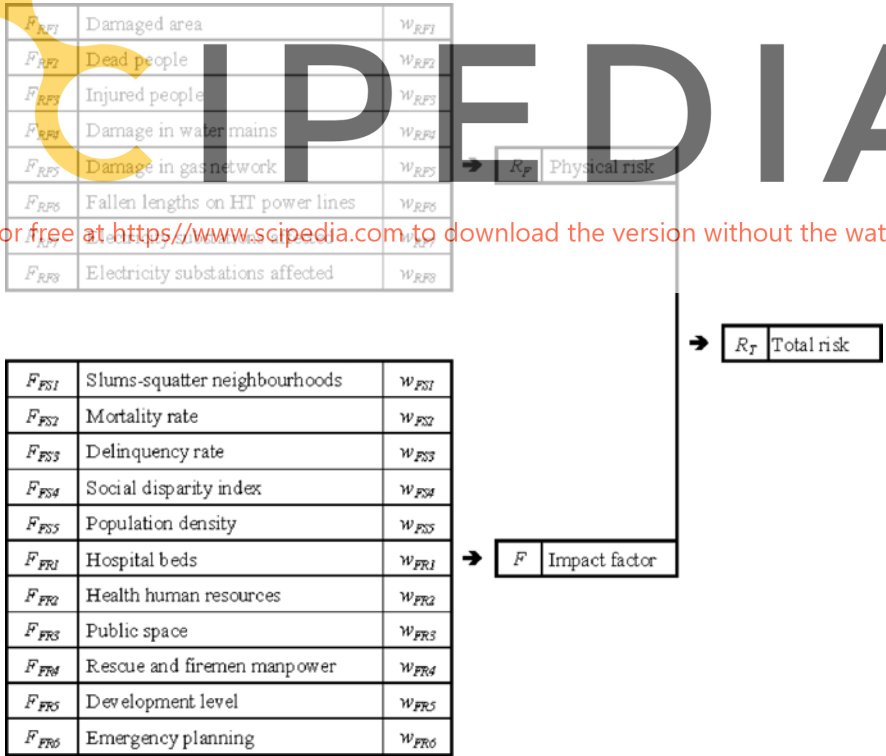 F_RF1 Damaged area w_RF1
F_RF2 Dead people w_RF2
F_RF3 Injured people w_RF3
F_RF4 Damage in water mains w_RF4
F_RF5 Damage in gas network w_RF5
F_RF6 Fallen lengths on HT power lines w_RF6
F_RF7 w_RF7
F_RF8 Electricity substations affected w_RF8
CIPEDIA
or free at https://www.scipedia.com to download the version without the wat
R_F Physical risk
R_T Total risk
F_FS1 Slums-squatter neighbourhoods w_FS1
F_FS2 Mortality rate w_FS2
F_FS3 Delinquency rate w_FS3
F_FS4 Social disparity index w_FS4
F_FS5 Population density w_FS5
F_FR1 Hospital beds w_FR1
F Impact factor
F_FR2 Health human resources w_FR2
F_FR3 Public space w_FR3
F_FR4 Rescue and firemen manpower w_FR4
F_FR5 Development level w_FR5
F_FR6 Emergency planning w_FR6